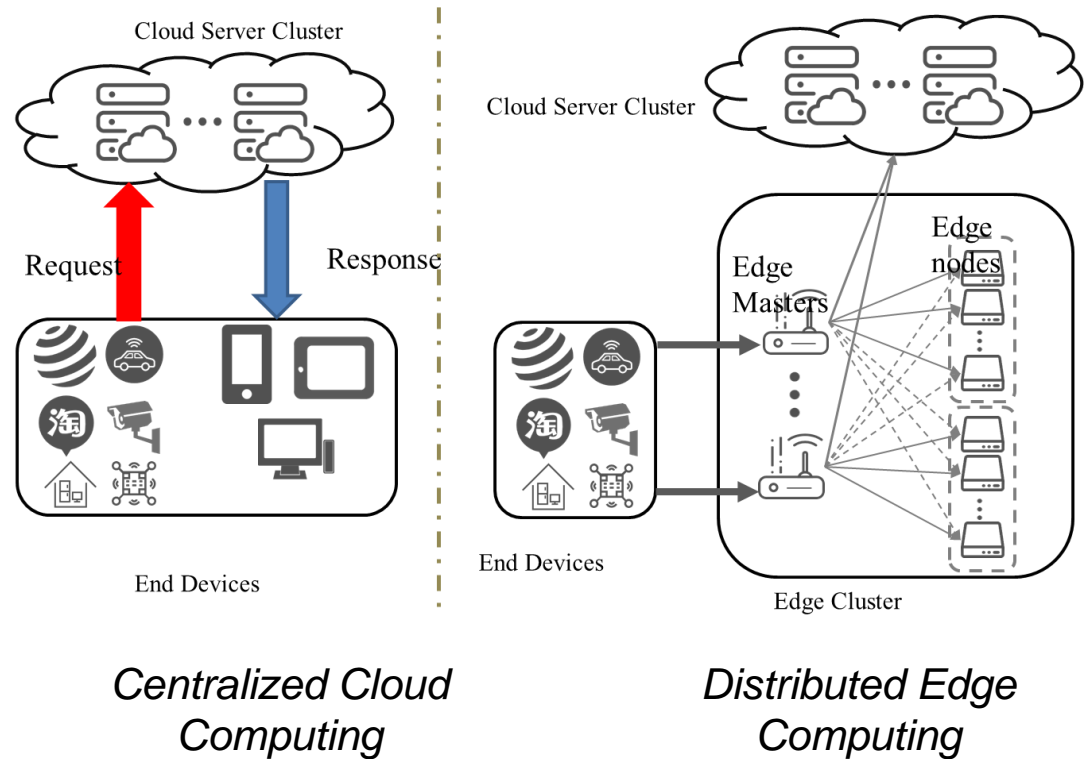 Cloud Server Cluster
Request
Response
淘
End Devices
Centralized Cloud
Computing
Cloud Server Cluster
Edge
Masters
Edge
nodes
淘
End Devices
Edge Cluster
Distributed Edge
Computing